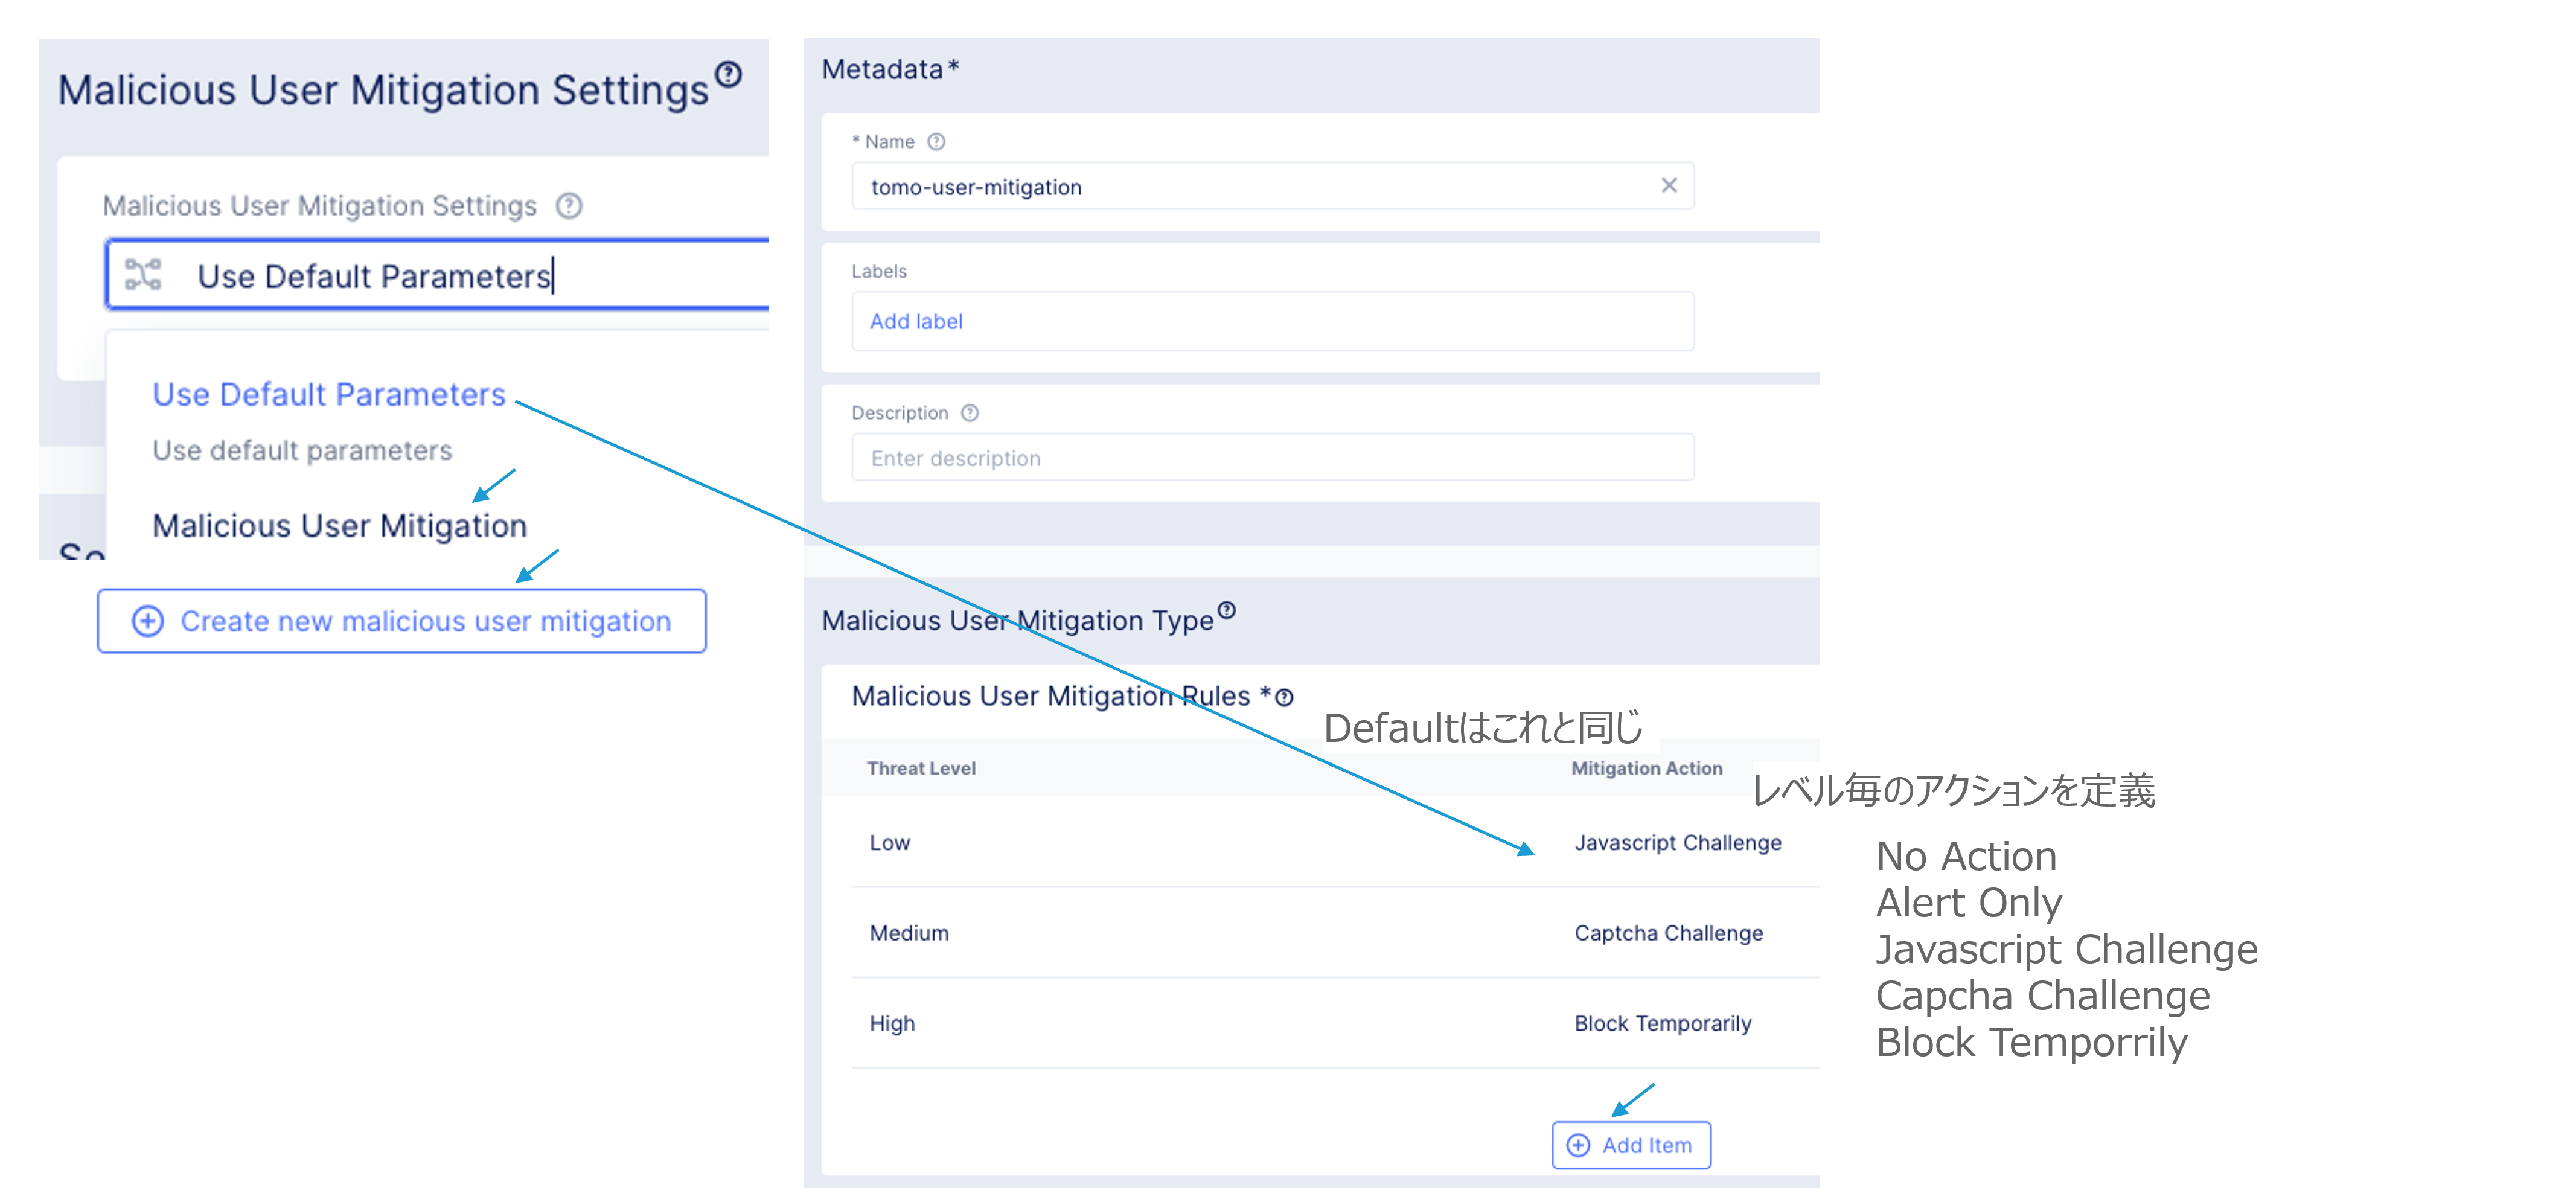 Malicious User Mitigation Settings
Malicious User Mitigation Settings
Use Default Parameters
Use Default Parameters
Use default parameters
Malicious User Mitigation
Create new malicious user mitigation
Metadata*
* Name
tomo-user-mitigation
Labels
Add label
Description
Enter description
Malicious User Mitigation Type
Malicious User Mitigation Rules *
Defaultはこれと同じ
Threat Level Mitigation Action
レベル毎のアクションを定義
Low Javascript Challenge
Medium Captcha Challenge
High Block Temporarily
Add Item
No Action
Alert Only
Javascript Challenge
Capcha Challenge
Block Temporrily